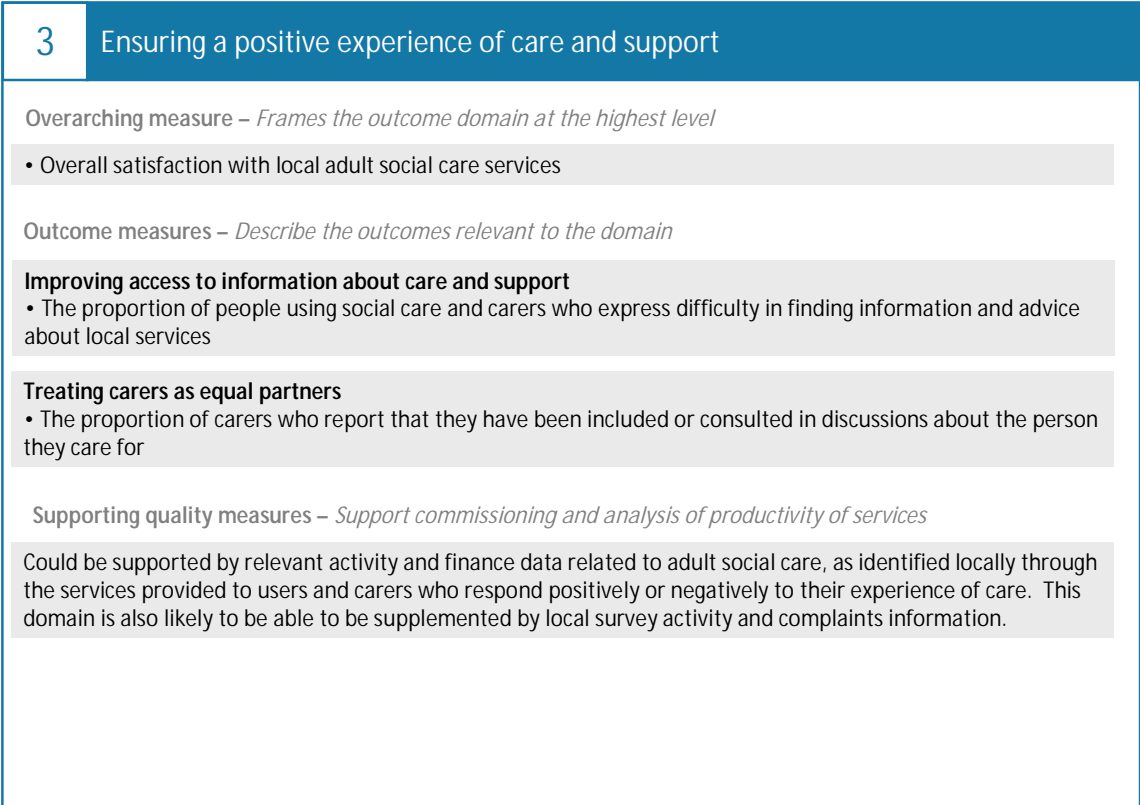 3 Ensuring a positive experience of care and support
Overarching measure – Frames the outcome domain at the highest level
• Overall satisfaction with local adult social care services
Outcome measures – Describe the outcomes relevant to the domain
Improving access to information about care and support
• The proportion of people using social care and carers who express difficulty in finding information and advice
about local services
Treating carers as equal partners
• The proportion of carers who report that they have been included or consulted in discussions about the person
they care for
Supporting quality measures – Support commissioning and analysis of productivity of services
Could be supported by relevant activity and finance data related to adult social care, as identified locally through
the services provided to users and carers who respond positively or negatively to their experience of care. This
domain is also likely to be able to be supplemented by local survey activity and complaints information.